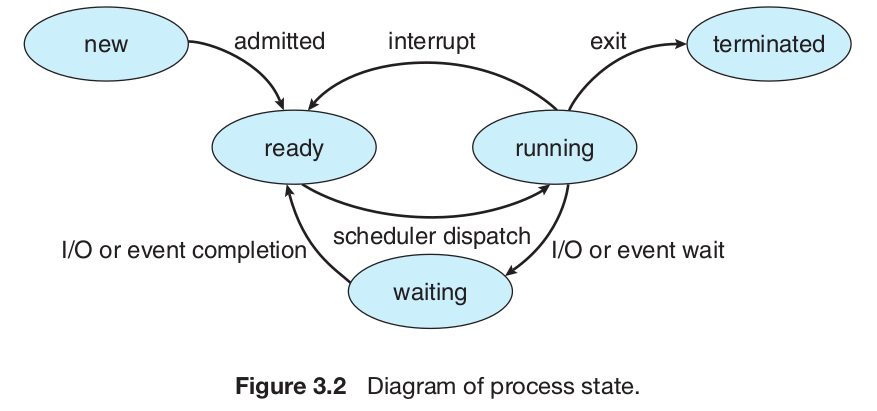 new
admitted
interrupt
exit
terminated
ready
running
I/O or event completion
scheduler dispatch
I/O or event wait
waiting
Figure 3.2 Diagram of process state.